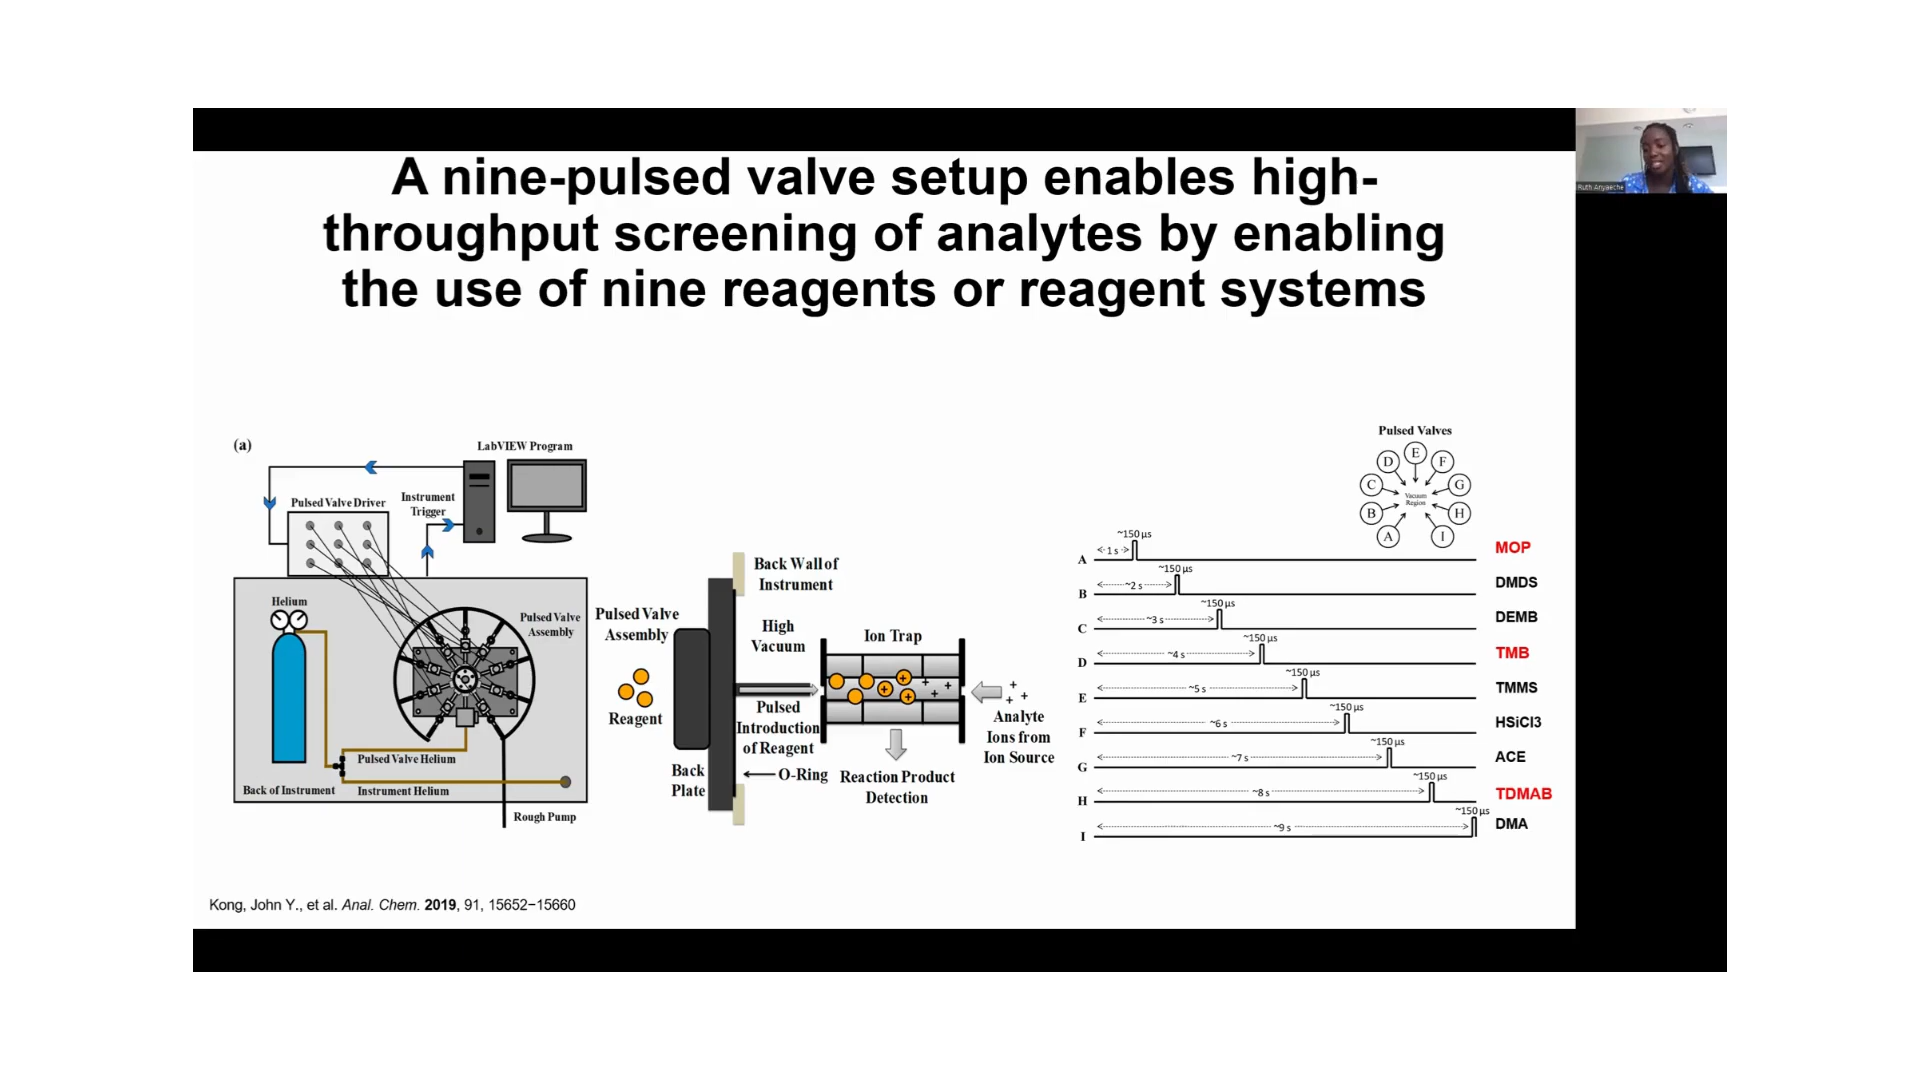 A nine-pulsed valve setup enables high-
throughput screening of analytes by enabling
the use of nine reagents or reagent systems
Ruth Anyaeche
(a)
LabVIEW Program
Pulsed Valve Driver
Instrument
Trigger
Helium
Pulsed Valve
Assembly
Pulsed Valve Helium
Back of Instrument
Instrument Helium
Rough Pump
Pulsed Valve
Assembly
Reagent
Back Wall of
Instrument
High
Vacuum
Pulsed
Introduction
of Reagent
Back
Plate
O-Ring
Ion Trap
+ + + + + +
+ + + +
Analyte
Ions from
Ion Source
Reaction Product
Detection
Pulsed Valves
A B C D E F G H I
Vacuum
Region
A 1 s ~150 µs MOP
B ~2 s ~150 µs DMDS
C ~3 s ~150 µs DEMB
D ~4 s ~150 µs TMB
E ~5 s ~150 µs TMMS
F ~6 s ~150 µs HSiCl3
G ~7 s ~150 µs ACE
H ~8 s ~150 µs TDMAB
I ~9 s ~150 µs DMA
Kong, John Y., et al. Anal. Chem. 2019, 91, 15652−15660